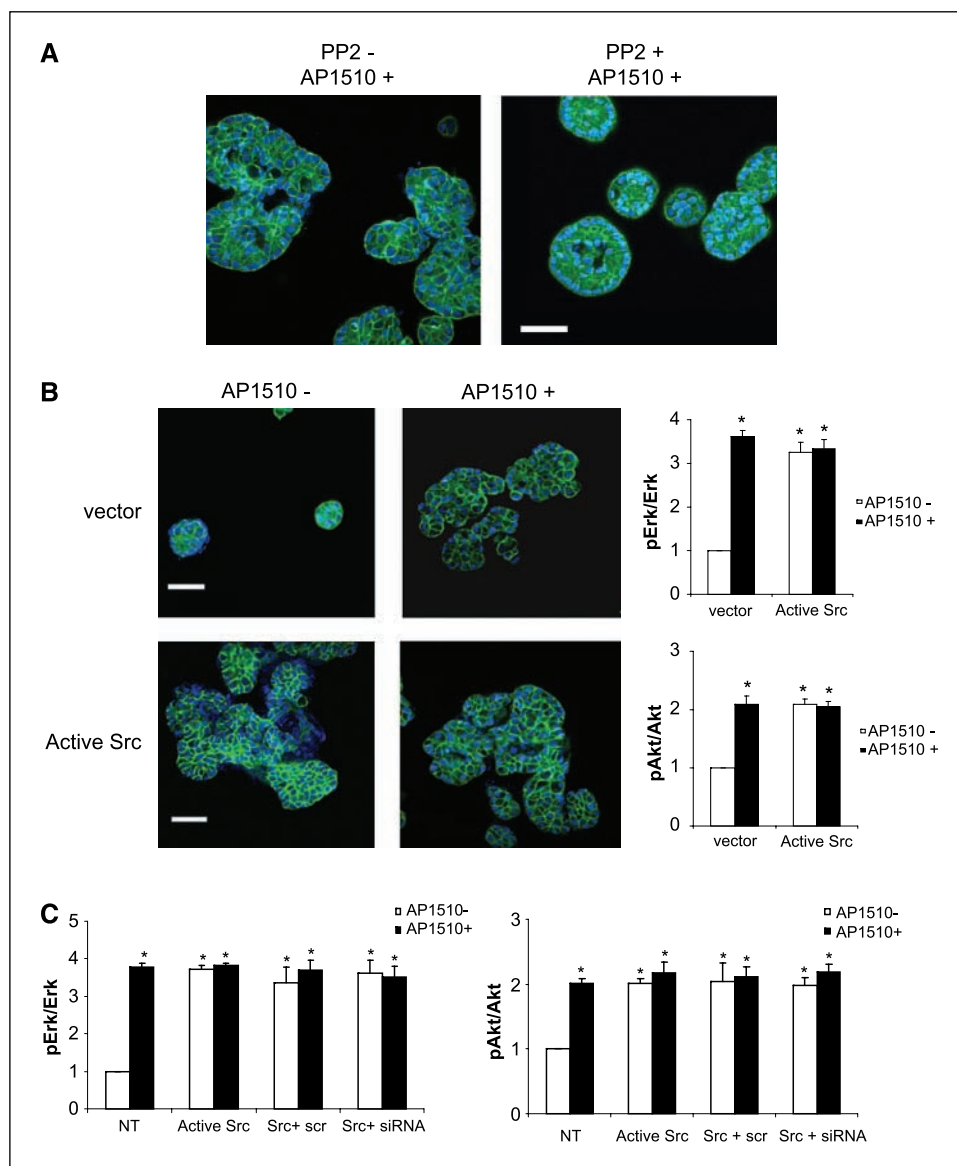 A
PP2 -
AP1510 +
PP2 +
AP1510 +
B
AP1510 -
AP1510 +
vector
Active Src
4
3
2
1
0
pErk/Erk
*
* *
vector
Active Src
AP1510 -
AP1510 +
3
2
1
0
pAkt/Akt
*
* *
vector
Active Src
AP1510 -
AP1510 +
C
5
4
3
2
1
0
pErk/Erk
AP1510-
AP1510+
*
* *
* *
* *
NT
Active Src
Src+ scr
Src+ siRNA
3
2
1
0
pAkt/Akt
AP1510-
AP1510+
*
* *
* *
* *
NT
Active Src
Src + scr
Src + siRNA